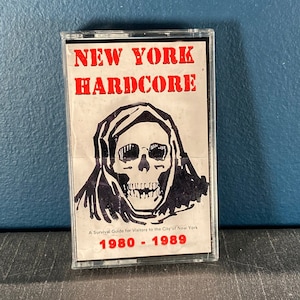 NEW YORK
HARDCORE
A Survival Guide for Visitors to the City of New York
1980 - 1989